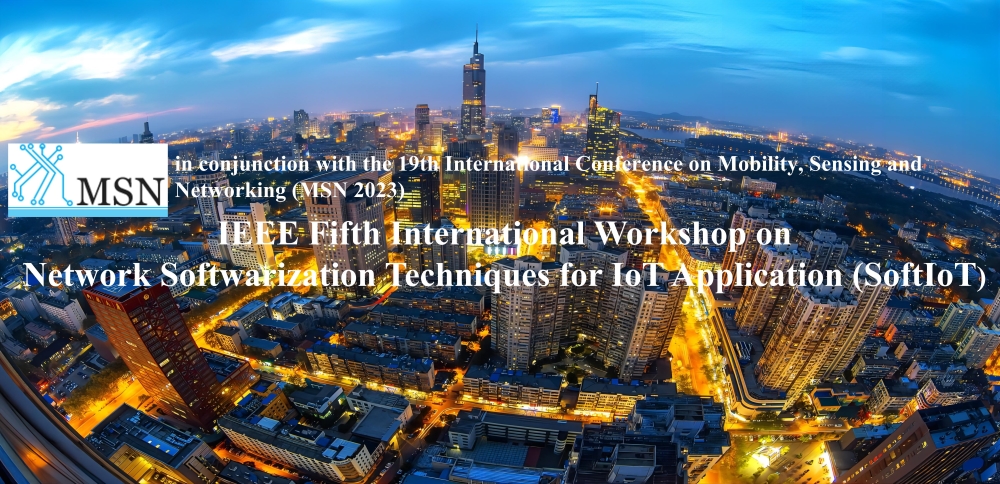 MSN
in conjunction with the 19th International Conference on Mobility, Sensing and
Networking (MSN 2023)
IEEE Fifth International Workshop on
Network Softwarization Techniques for IoT Application (SoftIoT)